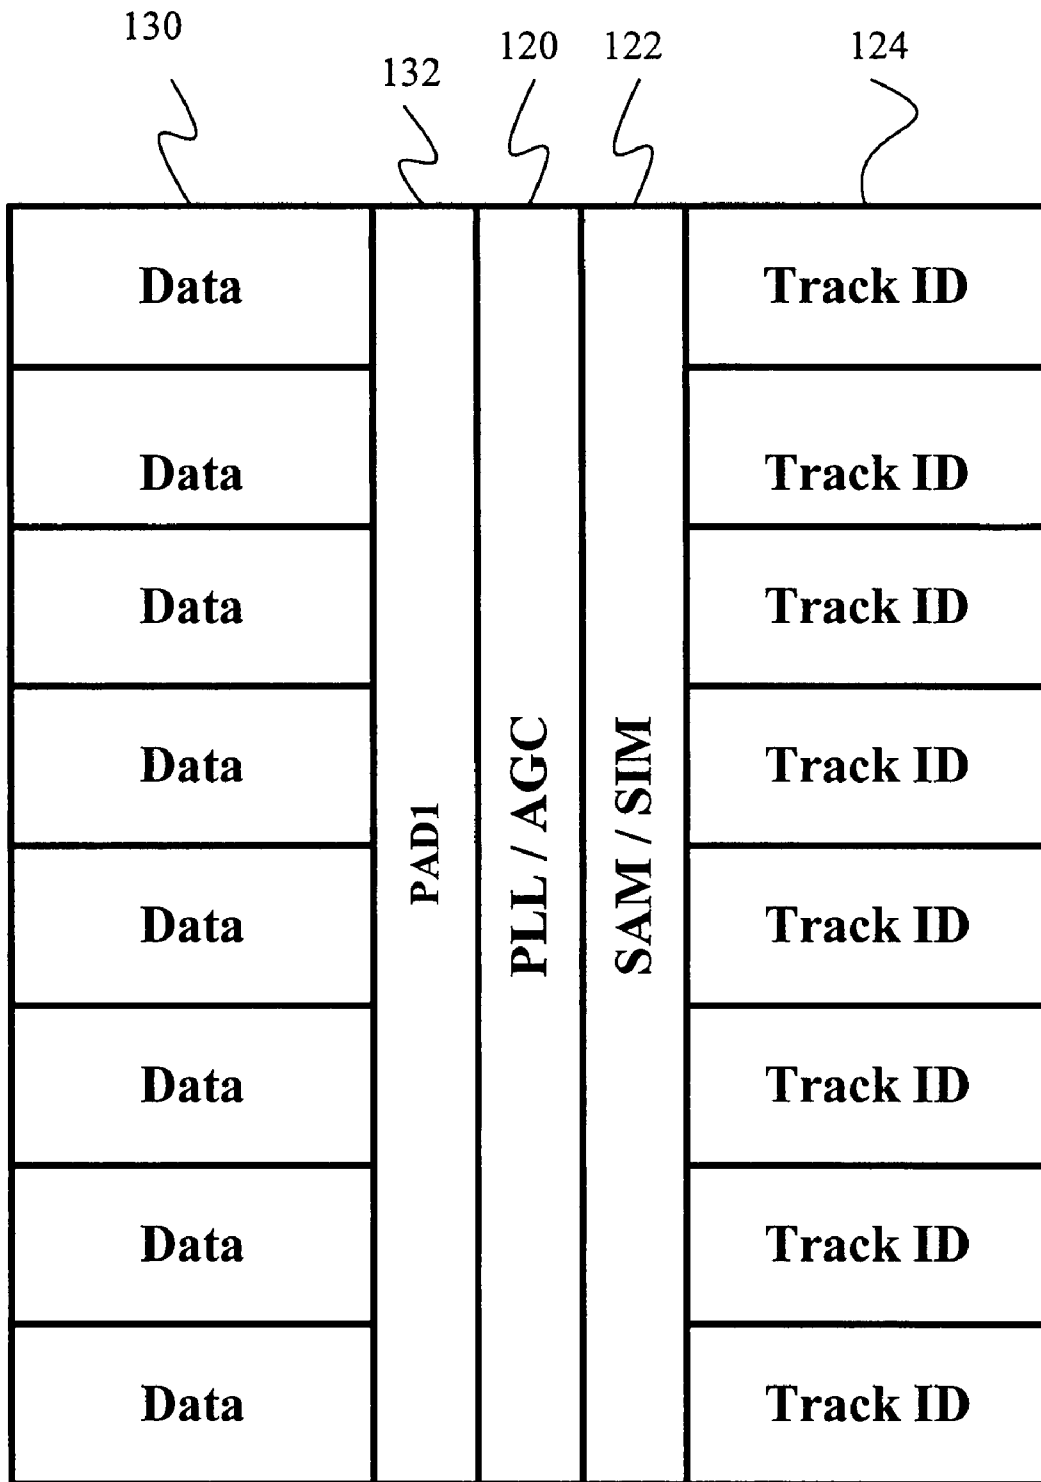 130
132
120
122
124
Data
Track ID
Data
Track ID
Data
Track ID
Data
Track ID
Data
Track ID
Data
Track ID
Data
Track ID
Data
Track ID
PAD1
PLL / AGC
SAM / SIM